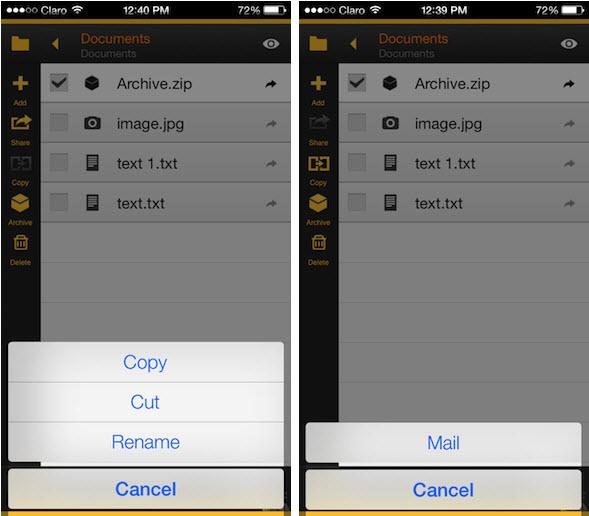 Claro 12:40 PM 72%
Documents
Documents
Add
Share
Copy
Archive
Delete
Archive.zip
image.jpg
text 1.txt
text.txt
Copy
Cut
Rename
Cancel
Claro 12:39 PM 72%
Documents
Documents
Add
Share
Copy
Archive
Delete
Archive.zip
image.jpg
text 1.txt
text.txt
Mail
Cancel